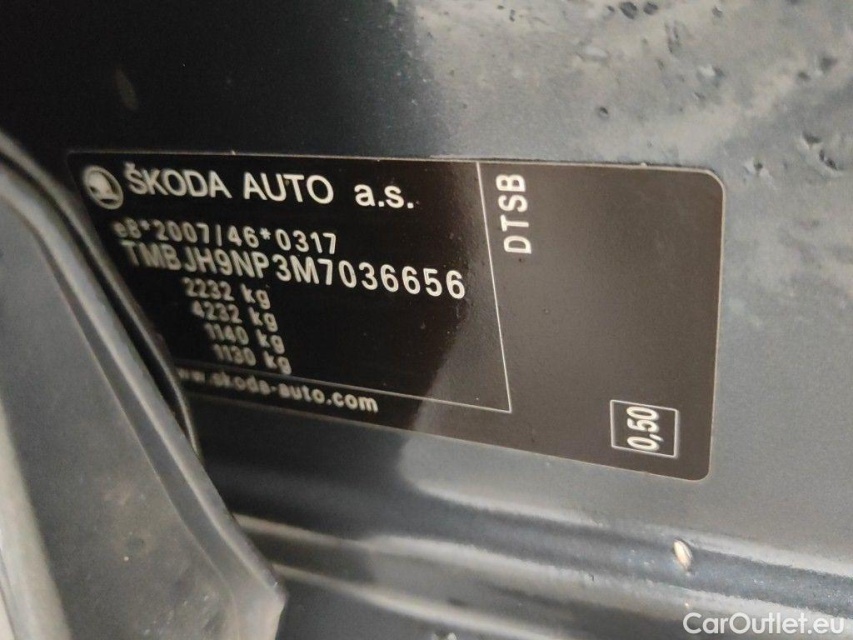 ŠKODA AUTO a.s.
e8*2007/46*0317
TMBJH9NP3M7036656
2232 kg
4232 kg
1140 kg
1130 kg
www.skoda-auto.com
DTSB
0,50
CarOutlet.eu